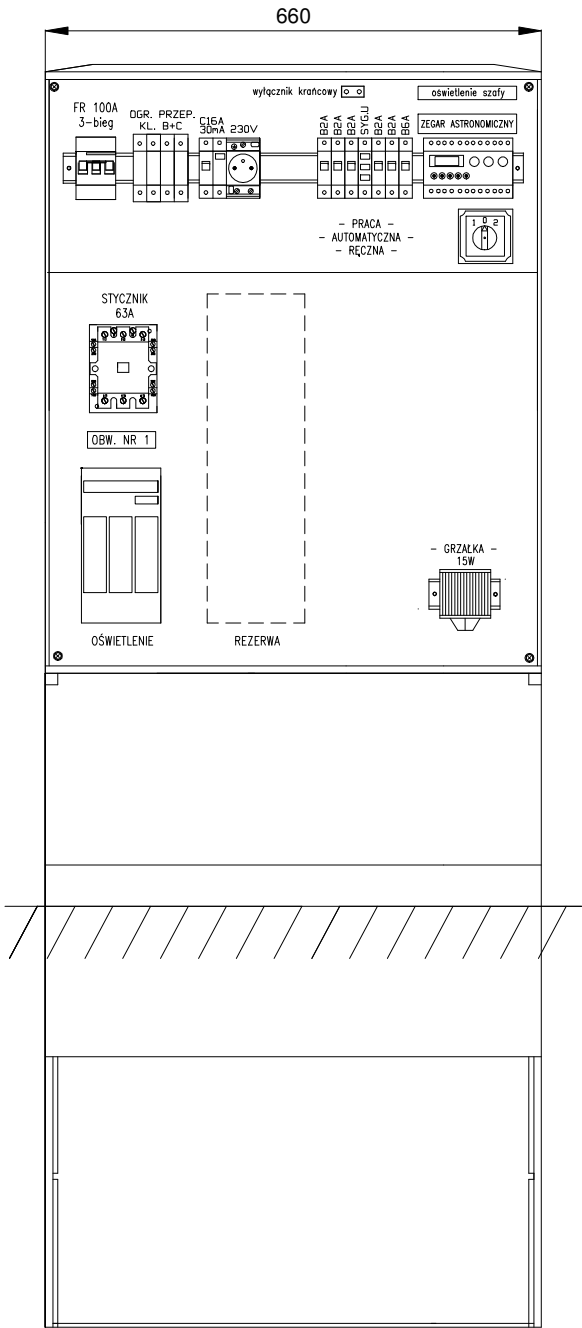 660
wyłącznik krańcowy
oświetlenie szafy
FR 100A
3-bieg
OGR. PRZEP.
KL. B+C
C16A
30mA 230V
B2A
B2A
B2A
SYG.U
B2A
B2A
B6A
ZEGAR ASTRONOMICZNY
1 0 2
- PRACA -
- AUTOMATYCZNA -
- RĘCZNA -
STYCZNIK
63A
OBW. NR 1
- GRZAŁKA -
15W
OŚWIETLENIE
REZERWA